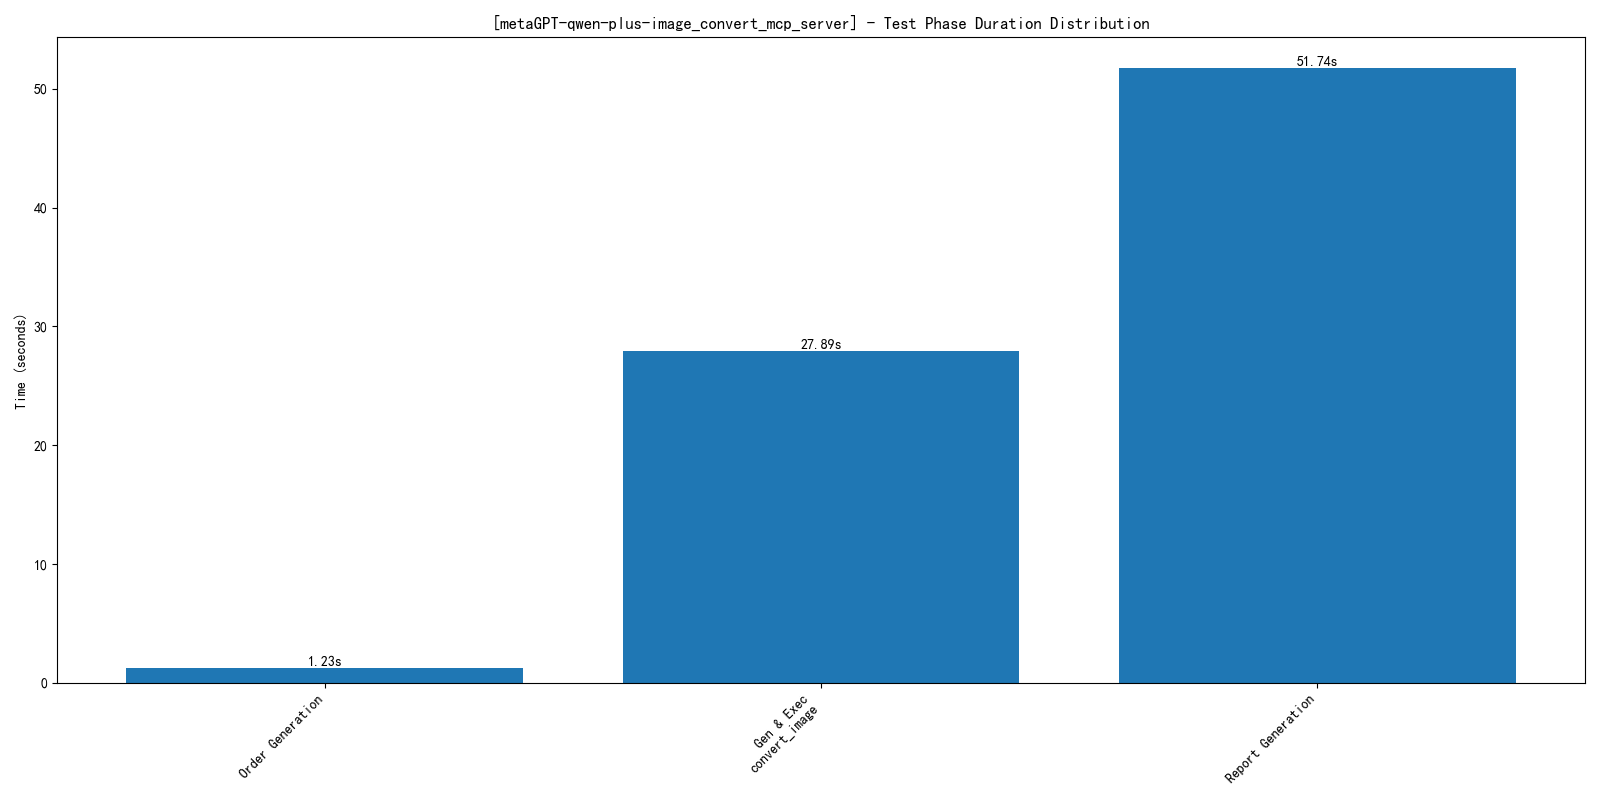 [metaGPT-qwen-plus-image_convert_mcp_server] - Test Phase Duration Distribution
Time (seconds)
50
40
30
20
10
0
1.23s
27.89s
51.74s
Order Generation
Gen & Exec
convert_image
Report Generation